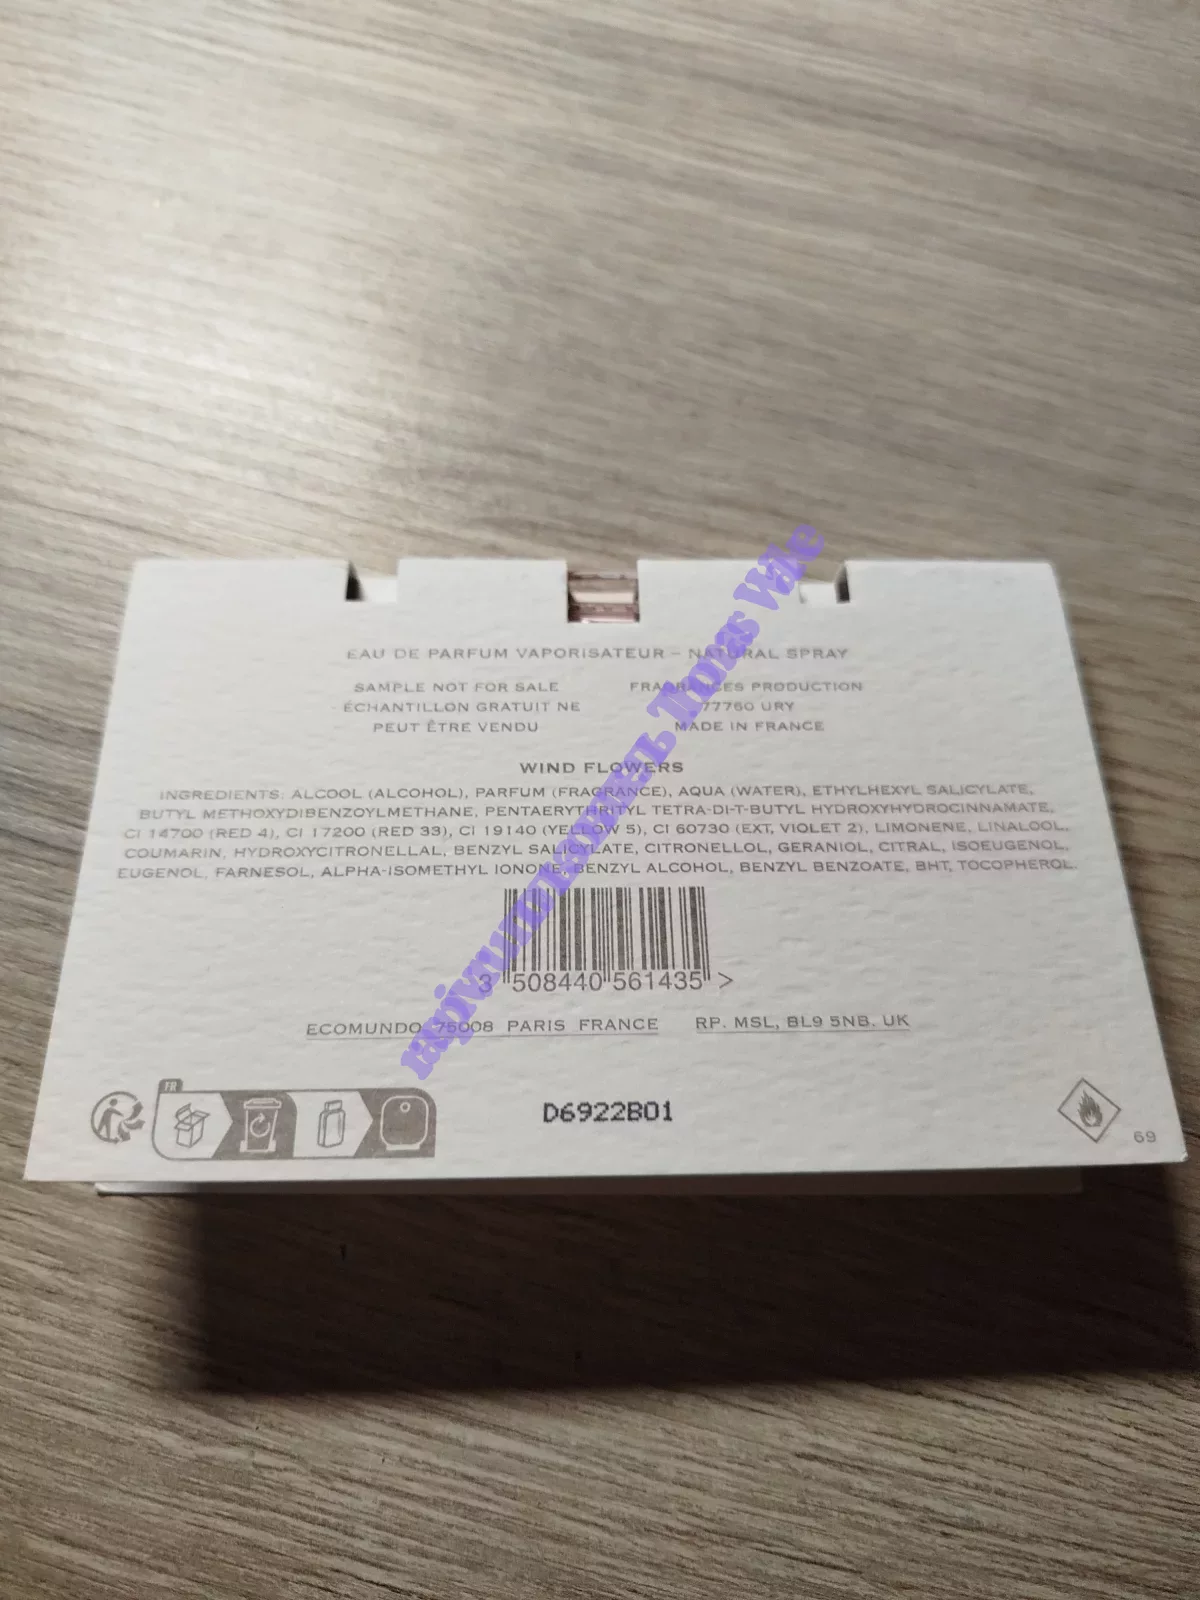 EAU DE PARFUM VAPORISATEUR – NATURAL SPRAY
SAMPLE NOT FOR SALE
ÉCHANTILLON GRATUIT NE
PEUT ÊTRE VENDU
FRAGRANCES PRODUCTION
77760 URY
MADE IN FRANCE
WIND FLOWERS
INGREDIENTS: ALCOOL (ALCOHOL), PARFUM (FRAGRANCE), AQUA (WATER), ETHYLHEXYL SALICYLATE,
BUTYL METHOXYDIBENZOYLMETHANE, PENTAERYTHRITYL TETRA-DI-T-BUTYL HYDROXYHYDROCINNAMATE,
CI 14700 (RED 4), CI 17200 (RED 33), CI 19140 (YELLOW 5), CI 60730 (EXT. VIOLET 2), LIMONENE, LINALOOL,
COUMARIN, HYDROXYCITRONELLAL, BENZYL SALICYLATE, CITRONELLOL, GERANIOL, CITRAL, ISOEUGENOL,
EUGENOL, FARNESOL, ALPHA-ISOMETHYL IONONE, BENZYL ALCOHOL, BENZYL BENZOATE, BHT, TOCOPHEROL.
3 508440 561435 >
ECOMUNDO 75008 PARIS FRANCE RP. MSL, BL9 5NB. UK
FR
D6922B01
69